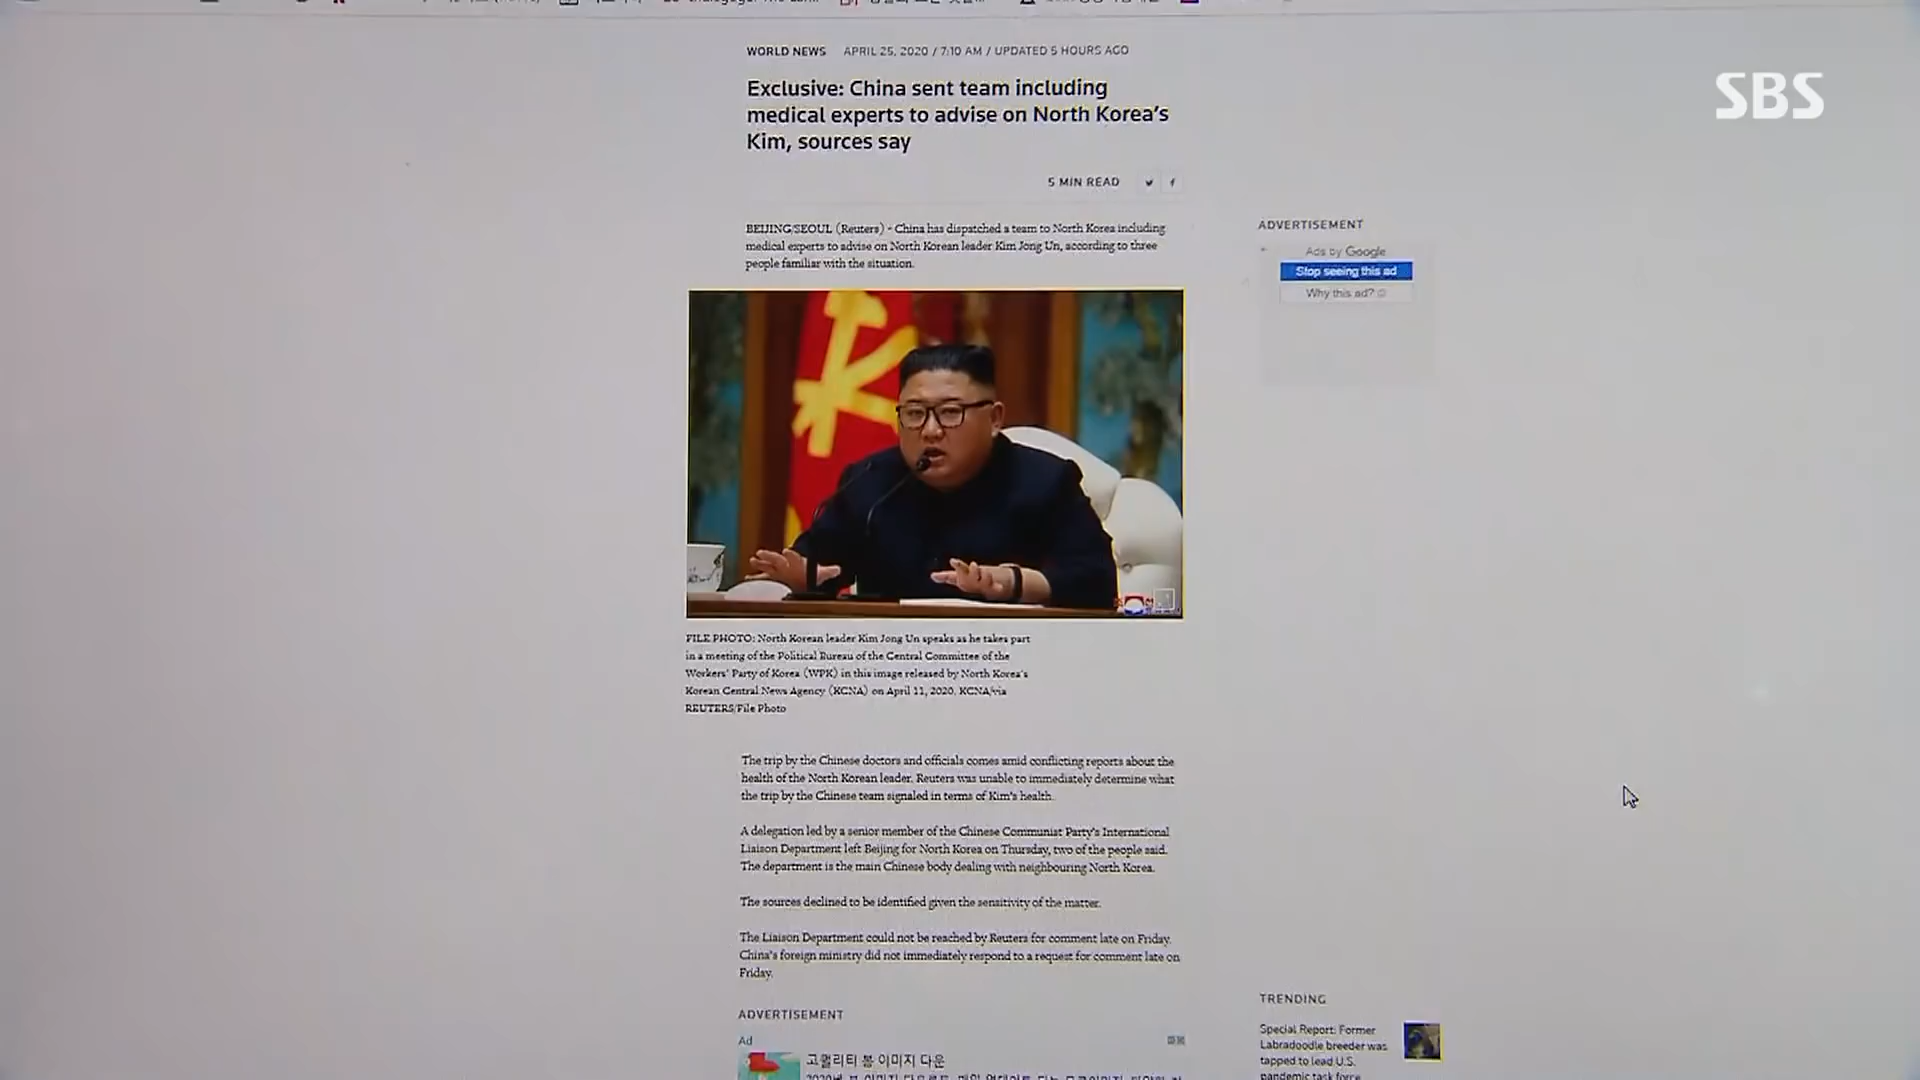 WORLD NEWS APRIL 25, 2020 / 7:10 AM / UPDATED 5 HOURS AGO
Exclusive: China sent team including
medical experts to advise on North Korea's
Kim, sources say
SBS
5 MIN READ
BEIJING/SEOUL (Reuters) - China has dispatched a team to North Korea including
medical experts to advise on North Korean leader Kim Jong Un, according to three
people familiar with the situation.
ADVERTISEMENT
Ads by Google
Stop seeing this ad
Why this ad?
FILE PHOTO: North Korean leader Kim Jong Un speaks as he takes part
in a meeting of the Political Bureau of the Central Committee of the
Workers' Party of Korea (WPK) in this image released by North Korea's
Korean Central News Agency (KCNA) on April 11, 2020. KCNA/via
REUTERS/File Photo
The trip by the Chinese doctors and officials comes amid conflicting reports about the
health of the North Korean leader. Reuters was unable to immediately determine what
the trip by the Chinese team signaled in terms of Kim's health.
A delegation led by a senior member of the Chinese Communist Party's International
Liaison Department left Beijing for North Korea on Thursday, two of the people said.
The department is the main Chinese body dealing with neighbouring North Korea.
The sources declined to be identified given the sensitivity of the matter.
The Liaison Department could not be reached by Reuters for comment late on Friday.
China's foreign ministry did not immediately respond to a request for comment late on
Friday.
ADVERTISEMENT
Ad
고퀄리티 봄 이미지 다운
TRENDING
Special Report: Former
Labradoodle breeder was
tapped to lead U.S.
pandemic task force